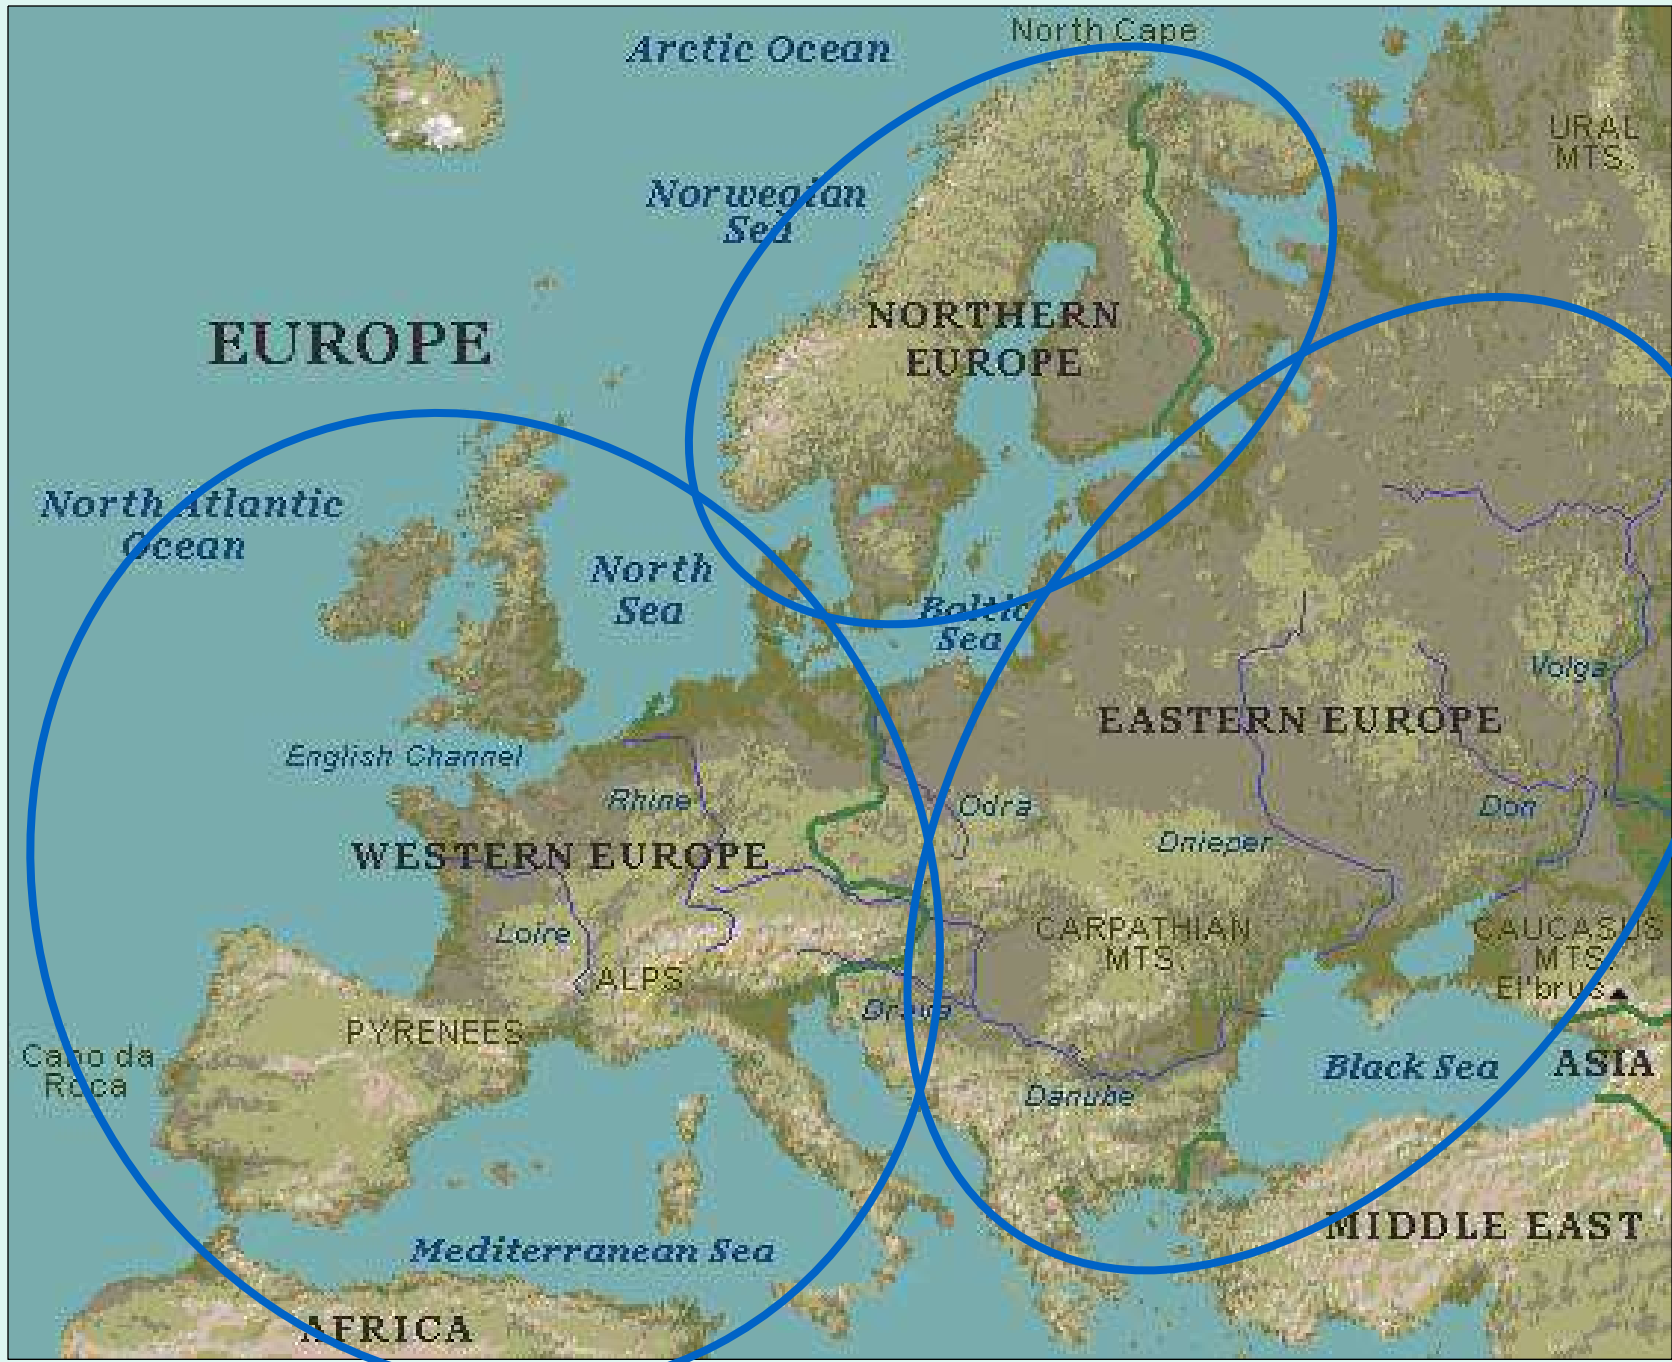 North Cape
Arctic Ocean
URAL
MTS.
Norwegian
Sea
NORTHERN
EUROPE
EUROPE
North Atlantic
Ocean
North
Sea
Baltic
Sea
Volga
EASTERN EUROPE
English Channel
Rhine
Odra
Don
Dnieper
WESTERN EUROPE
Loire
CARPATHIAN
MTS.
CAUCASUS
MTS.
ALPS
El'brus
Drava
PYRENEES
Cabo da
Roca
Black Sea
ASIA
Danube
MIDDLE EAST
Mediterranean Sea
AFRICA